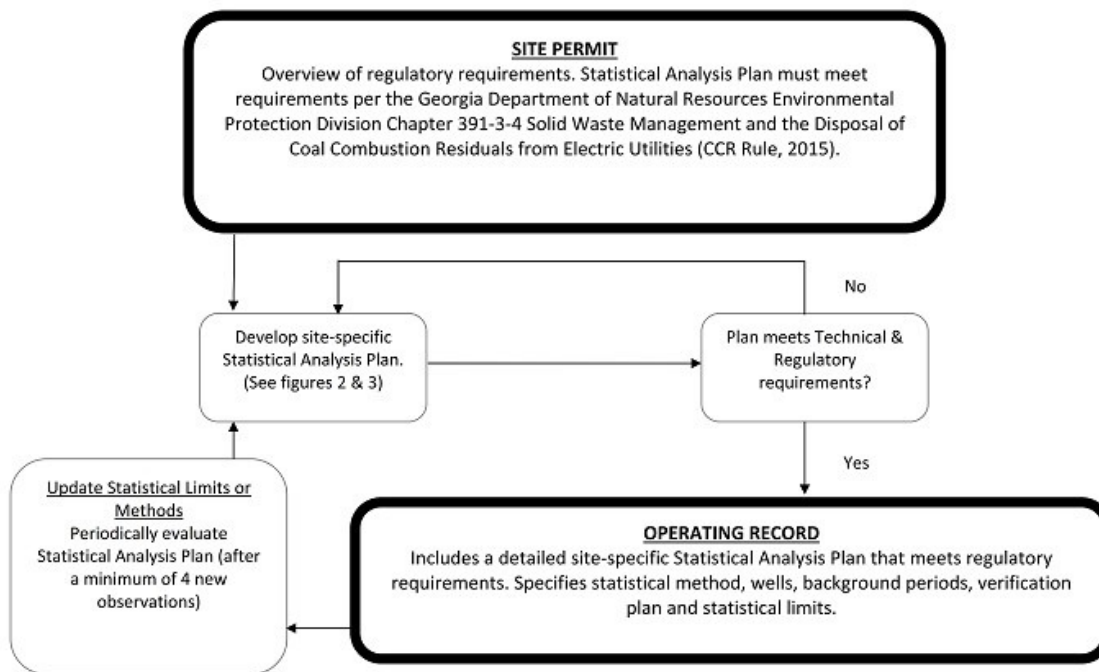 SITE PERMIT
Overview of regulatory requirements. Statistical Analysis Plan must meet
requirements per the Georgia Department of Natural Resources Environmental
Protection Division Chapter 391-3-4 Solid Waste Management and the Disposal of
Coal Combustion Residuals from Electric Utilities (CCR Rule, 2015).
No
Develop site-specific
Statistical Analysis Plan.
(See figures 2 & 3)
Plan meets Technical &
Regulatory
requirements?
Yes
Update Statistical Limits or
Methods
Periodically evaluate
Statistical Analysis Plan (after
a minimum of 4 new
observations)
OPERATING RECORD
Includes a detailed site-specific Statistical Analysis Plan that meets regulatory
requirements. Specifies statistical method, wells, background periods, verification
plan and statistical limits.